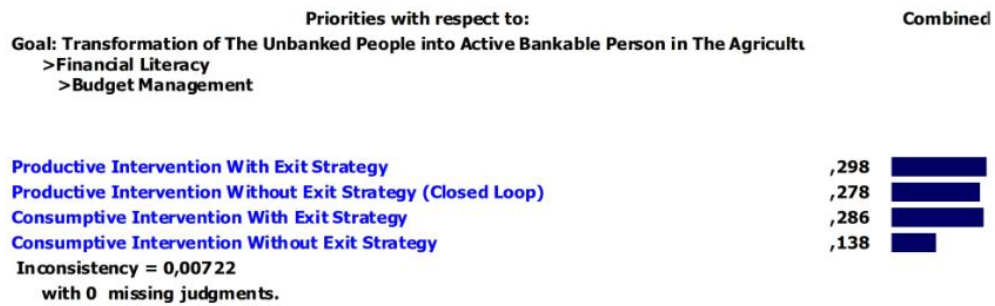 Priorities with respect to: Combined
Goal: Transformation of The Unbanked People into Active Bankable Person in The Agricultu
>Financial Literacy
>Budget Management
Productive Intervention With Exit Strategy ,298
Productive Intervention Without Exit Strategy (Closed Loop) ,278
Consumptive Intervention With Exit Strategy ,286
Consumptive Intervention Without Exit Strategy ,138
Inconsistency = 0,00722
with 0 missing judgments.